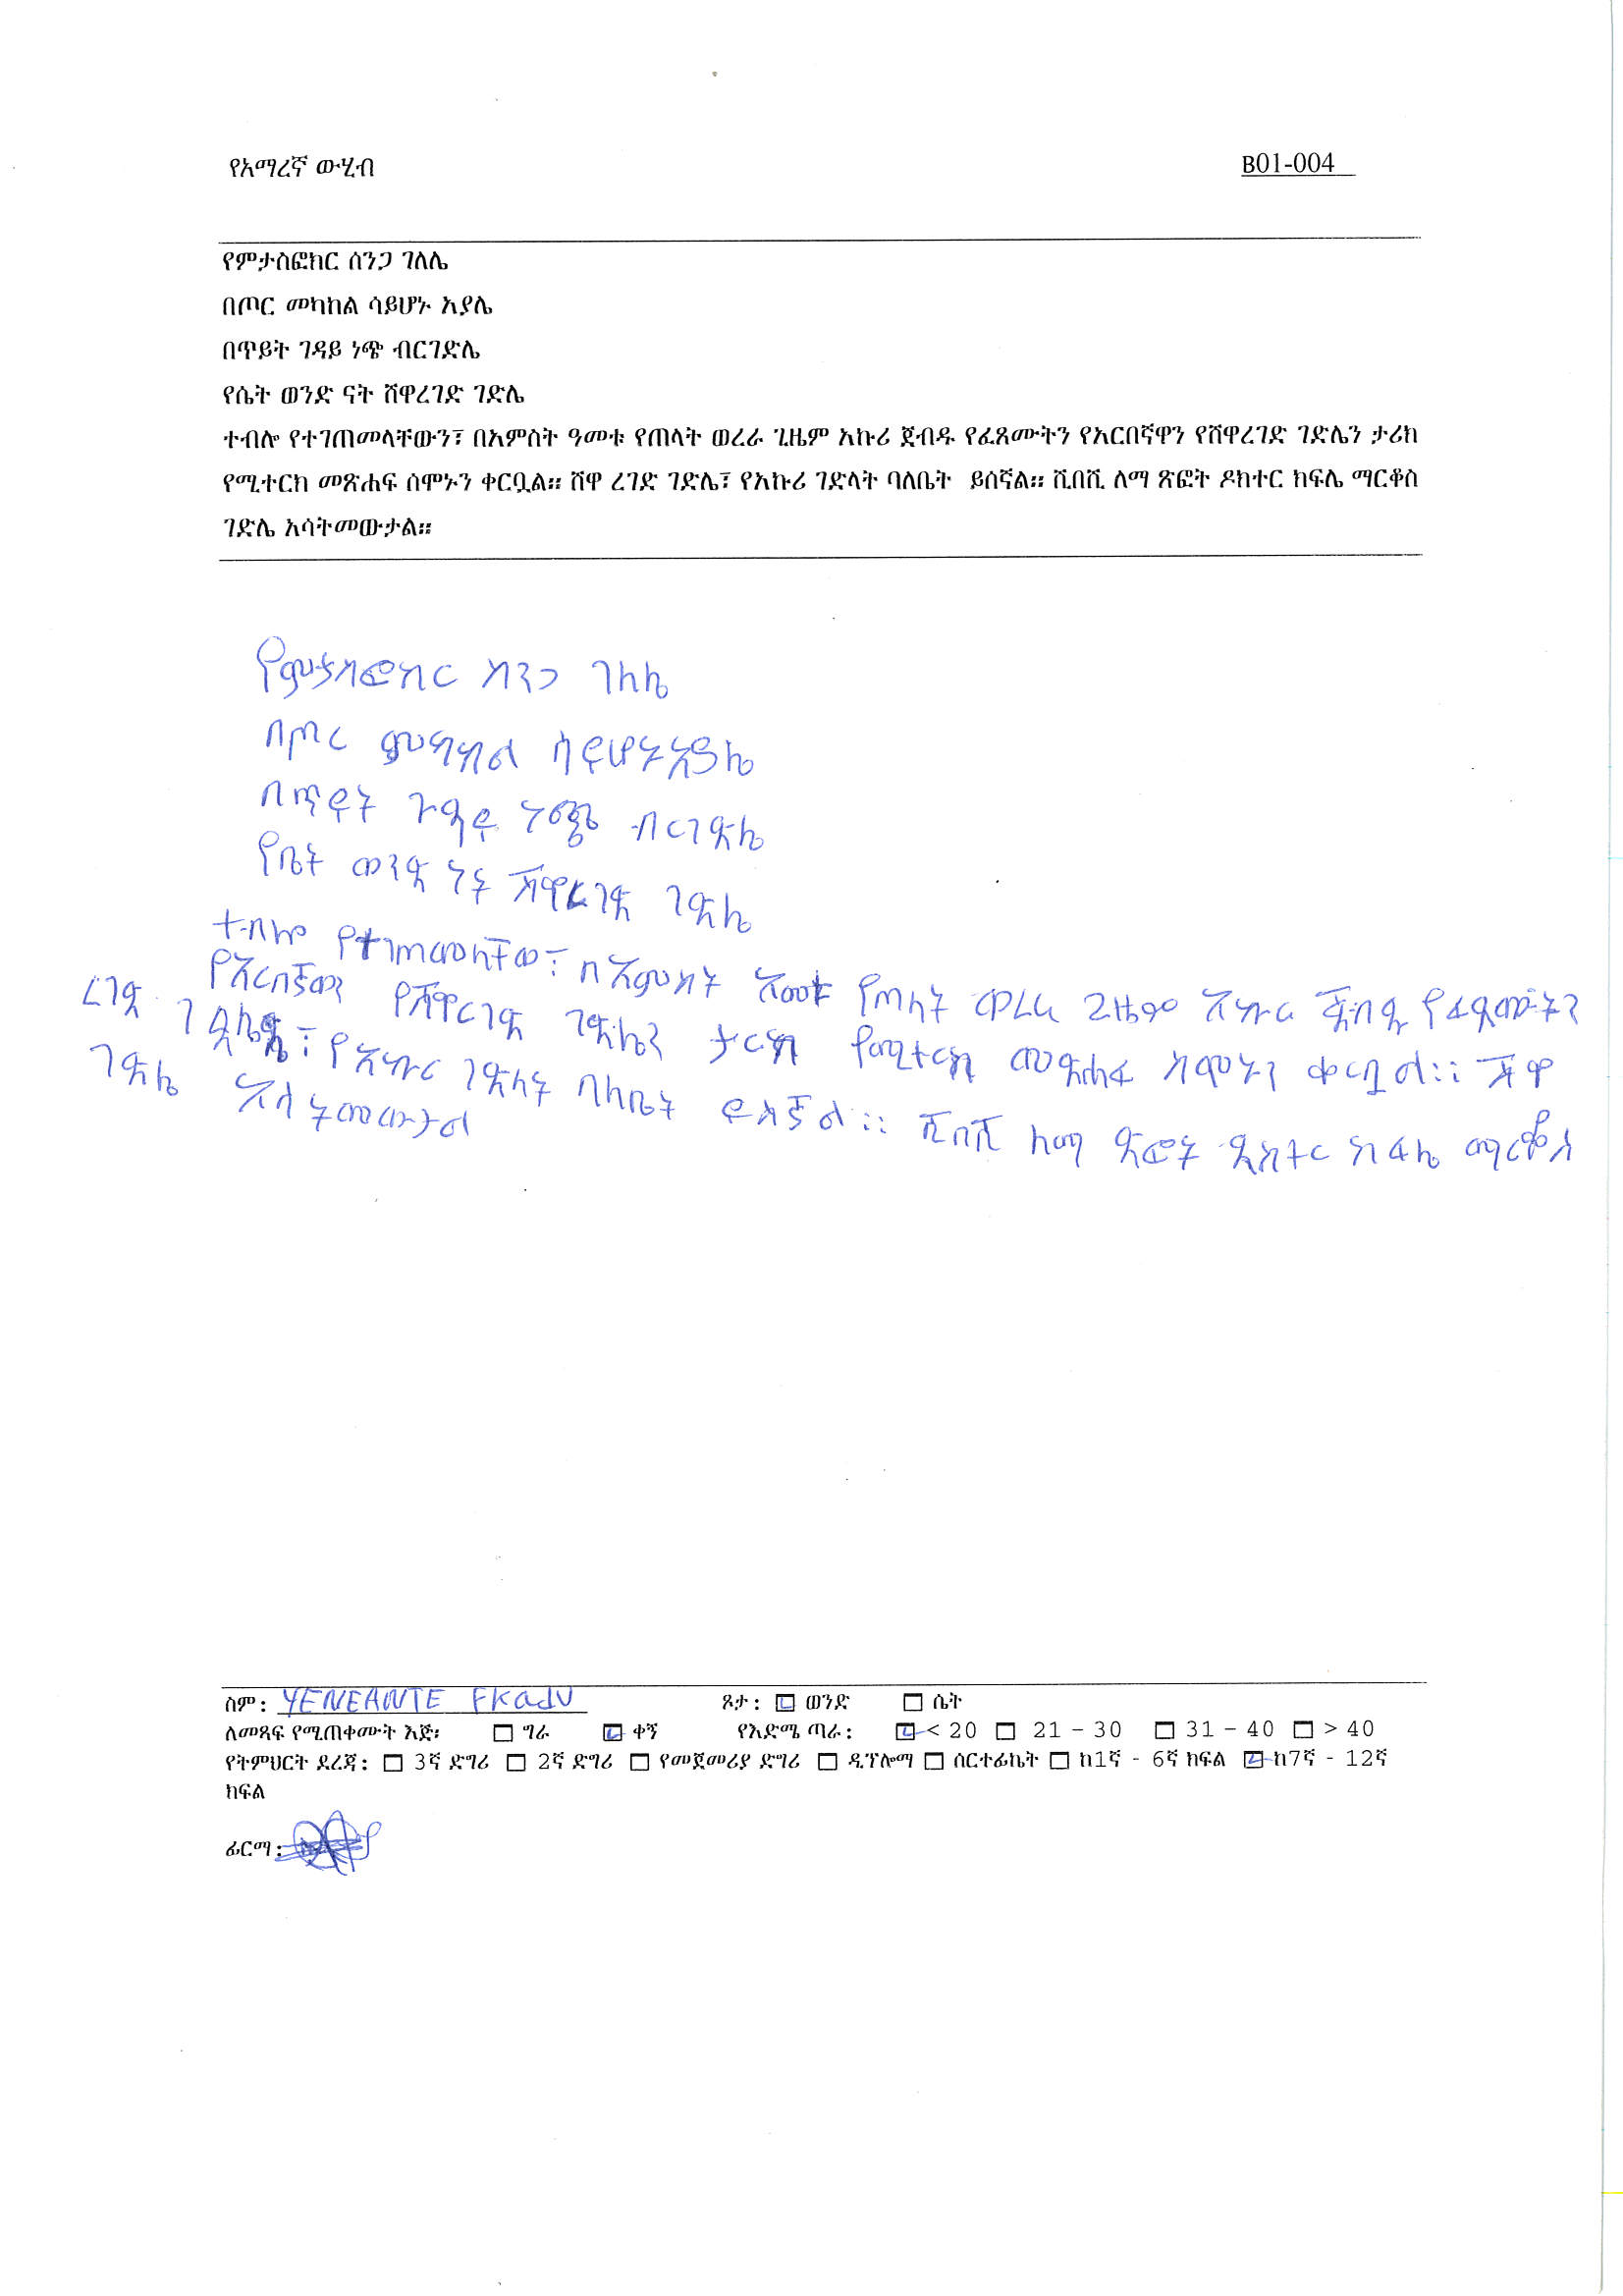 የአማረኛ ውሂብ B01-004
የምታስፎክር ሰንጋ ገለሌ
በጦር መካከል ሳይሆኑ አያሌ
በጥይት ገዳይ ነጭ ብርገድሌ
የሴት ወንድ ናት ሸዋረገድ ገድሌ
ተብሎ የተገጠመላቸውን፣ በአምስት ዓመቱ የጠላት ወረራ ጊዜም አኩሪ ጀብዱ የፈጸሙትን የአርበኛዋን የሸዋረገድ ገድሌን ታሪክ
የሚተርክ መጽሐፍ ሰሞኑን ቀርቧል። ሸዋ ረገድ ገድሌ፣ የአኩሪ ገድላት ባለቤት ይሰኛል። ሺበሺ ለማ ጽፎት ዶክተር ክፍሌ ማርቆስ
ገድሌ አሳትመውታል።
የምታስፎክር ሰንጋ ገለሌ
በጦር መካከል ሳይሆኑ አያሌ
በጥይት ገዳይ ነጭ ብርገድሌ
የሴት ወንድ ናት ሸዋረገድ ገድሌ
ተብሎ የተገጠመላቸው፣ በአምስት አመቱ የጠላት ወረራ ጊዜም አኩሪ ጀብዱ የፈጸሙትን
የአርበኛዋን የሸዋረገድ ገድሌን ታሪክ የሚተርክ መጽሐፍ ሰሞኑን ቀርቧል። ሸዋ
ረገድ ገድሌ፣ የአኩሪ ገድላት ባለቤት ይሰኛል። ሺበሺ ለማ ጽፎት ዶክተር ክፍሌ ማርቆስ
ገድሌ አሳትመውታል
ስም: YENEANTE FKadU ጾታ: ወንድ ሴት
ለመጻፍ የሚጠቀሙት እጅ፡ ግራ ቀኝ የእድሜ ጣራ: < 20 21 - 30 31 - 40 > 40
የትምህርት ደረጃ: 3ኛ ድግሪ 2ኛ ድግሪ የመጀመሪያ ድግሪ ዲፕሎማ ሰርተፊኬት ከ1ኛ - 6ኛ ክፍል ከ7ኛ - 12ኛ
ክፍል
ፊርማ: